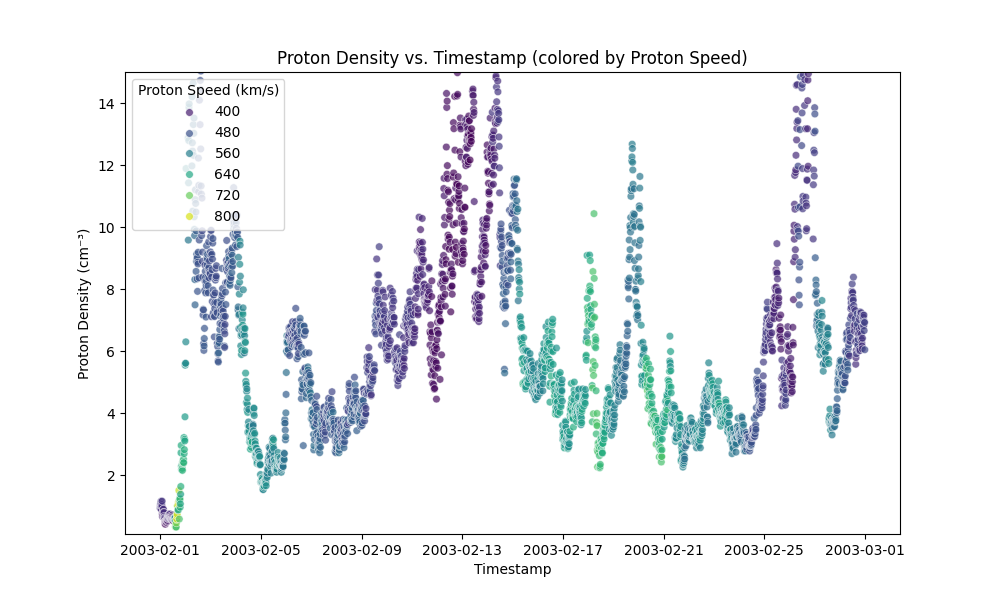 Proton Density vs. Timestamp (colored by Proton Speed)
Proton Density (cm⁻³)
14
12
10
8
6
4
2
Proton Speed (km/s)
400
480
560
640
720
800
2003-02-01 2003-02-05 2003-02-09 2003-02-13 2003-02-17 2003-02-21 2003-02-25 2003-03-01
Timestamp